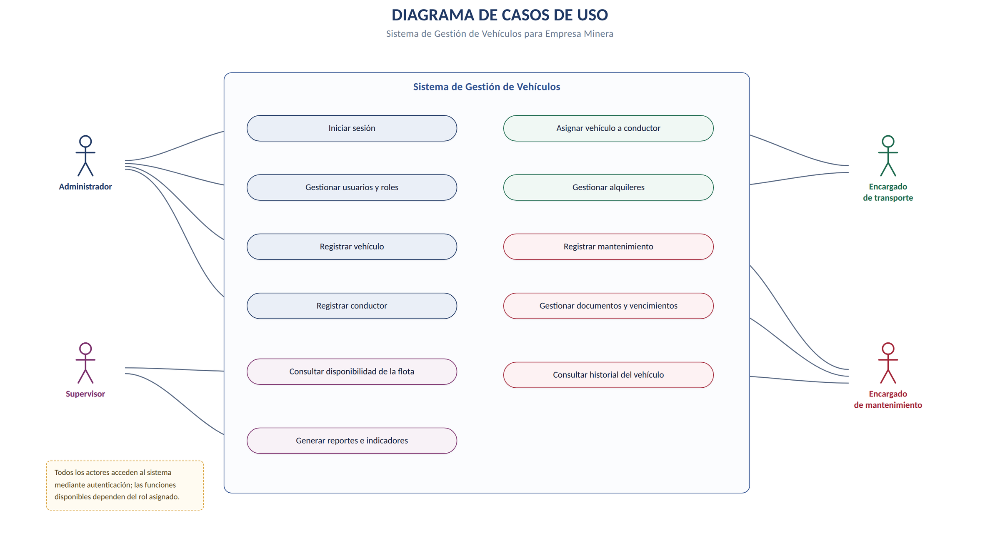 DIAGRAMA DE CASOS DE USO
Sistema de Gestión de Vehículos para Empresa Minera
Sistema de Gestión de Vehículos
Iniciar sesión
Asignar vehículo a conductor
Administrador
Encargado
de transporte
Gestionar usuarios y roles
Gestionar alquileres
Registrar vehículo
Registrar mantenimiento
Registrar conductor
Gestionar documentos y vencimientos
Supervisor
Consultar disponibilidad de la flota
Consultar historial del vehículo
Encargado
de mantenimiento
Generar reportes e indicadores
Todos los actores acceden al sistema
mediante autenticación; las funciones
disponibles dependen del rol asignado.